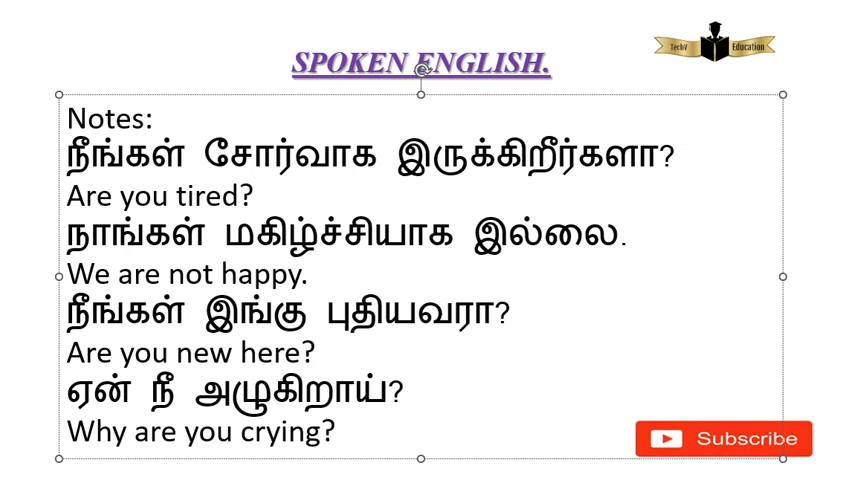 SPOKEN ENGLISH.
TechV Education
Notes:
நீங்கள் சோர்வாக இருக்கிறீர்களா?
Are you tired?
நாங்கள் மகிழ்ச்சியாக இல்லை.
We are not happy.
நீங்கள் இங்கு புதியவரா?
Are you new here?
ஏன் நீ அழுகிறாய்?
Why are you crying?
Subscribe